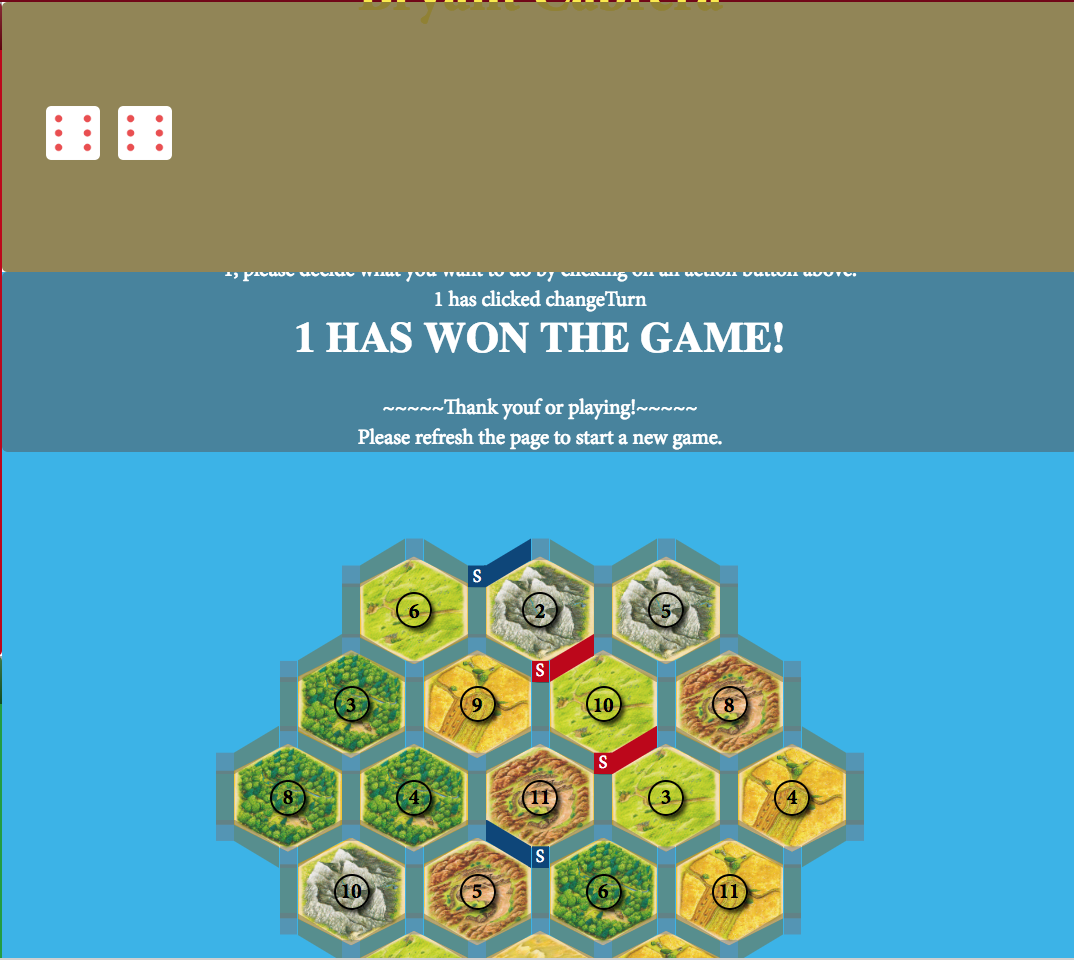 1, please decide what you want to do by clicking on an action button above.
1 has clicked changeTurn
1 HAS WON THE GAME!
~~~~~Thank youf or playing!~~~~~
Please refresh the page to start a new game.
S
6 2 5
S
3 9 10 8
S
8 4 11 3 4
S
10 5 6 11